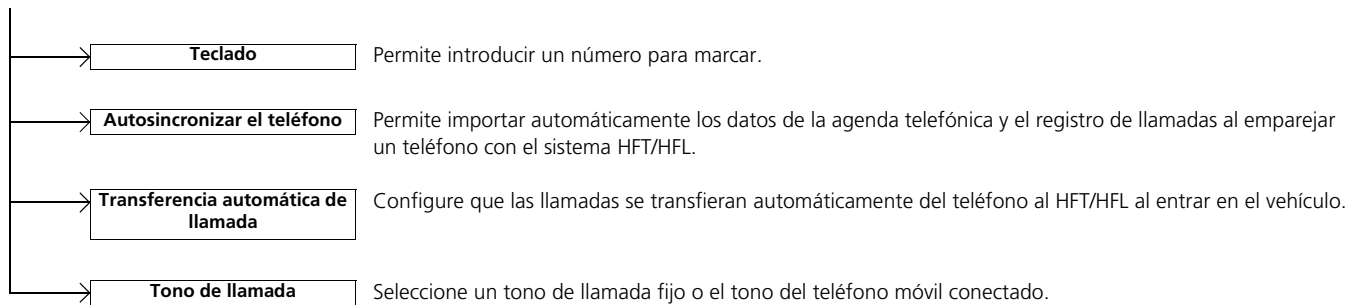 Teclado Permite introducir un número para marcar.
Autosincronizar el teléfono Permite importar automáticamente los datos de la agenda telefónica y el registro de llamadas al emparejar
un teléfono con el sistema HFT/HFL.
Transferencia automática de
llamada
Configure que las llamadas se transfieran automáticamente del teléfono al HFT/HFL al entrar en el vehículo.
Tono de llamada Seleccione un tono de llamada fijo o el tono del teléfono móvil conectado.